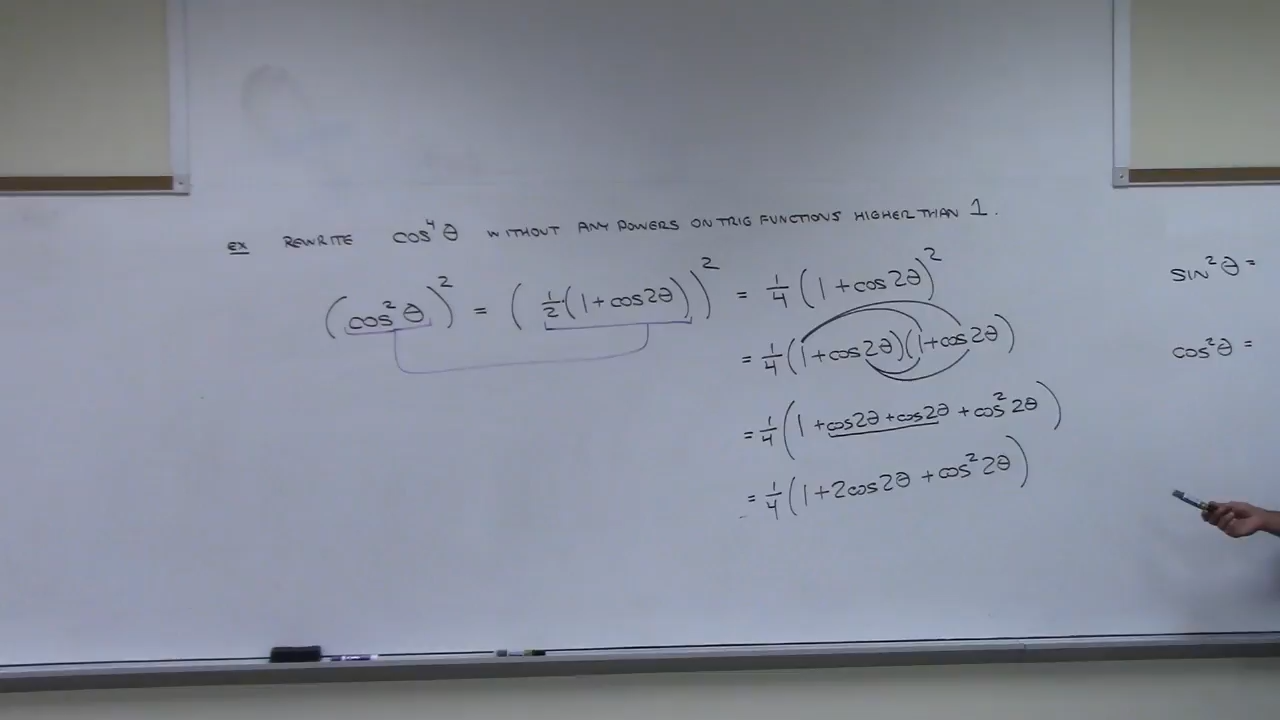 ex REWRITE cos⁴θ WITHOUT ANY POWERS ON TRIG FUNCTIONS HIGHER THAN 1.
(cos²θ)² = (½(1+cos2θ))² = ¼(1+cos2θ)²
= ¼(1+cos2θ)(1+cos2θ)
= ¼(1+cos2θ+cos2θ+cos²2θ)
= ¼(1+2cos2θ+cos²2θ)
sin²θ =
cos²θ =